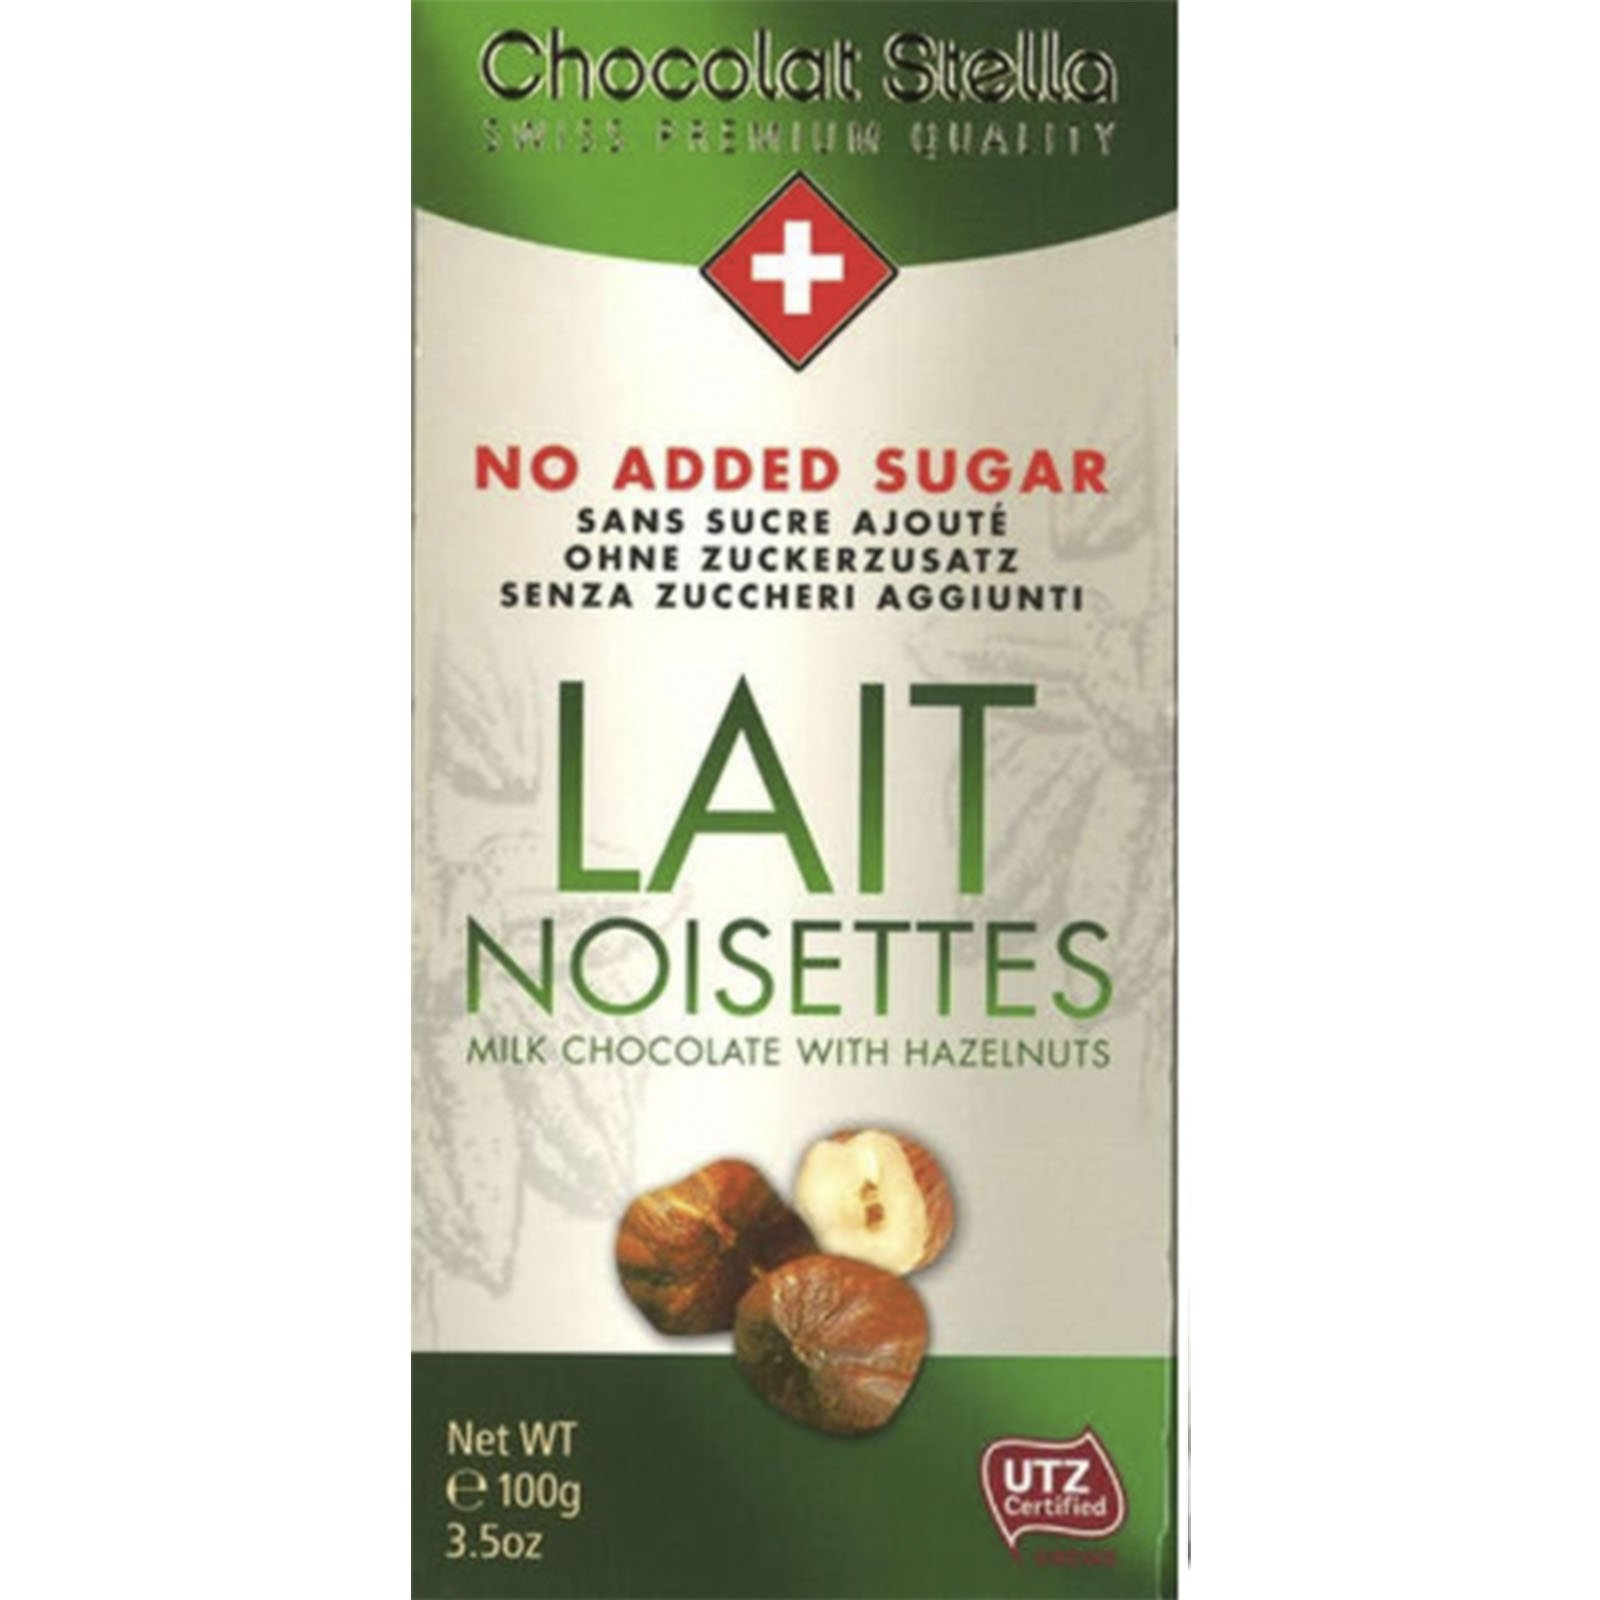 Chocolat Stella
SWISS PREMIUM QUALITY
NO ADDED SUGAR
SANS SUCRE AJOUTÉ
OHNE ZUCKERZUSATZ
SENZA ZUCCHERI AGGIUNTI
LAIT
NOISETTES
MILK CHOCOLATE WITH HAZELNUTS
Net WT
℮ 100g
3.5oz
UTZ
Certified